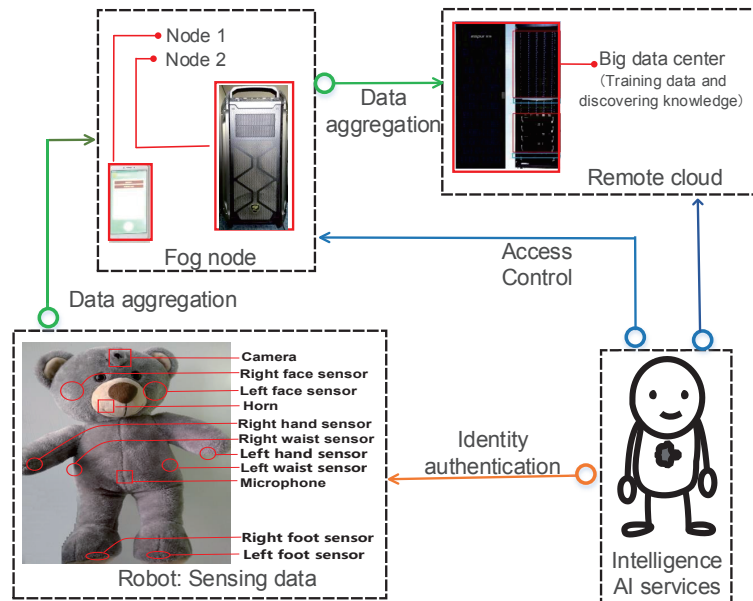 Node 1
Node 2
Fog node
Data
aggregation
Big data center
(Training data and
discovering knowledge)
Remote cloud
Access
Control
Data aggregation
Camera
Right face sensor
Left face sensor
Horn
Right hand sensor
Right waist sensor
Left hand sensor
Left waist sensor
Microphone
Right foot sensor
Left foot sensor
Robot: Sensing data
Identity
authentication
Intelligence
AI services